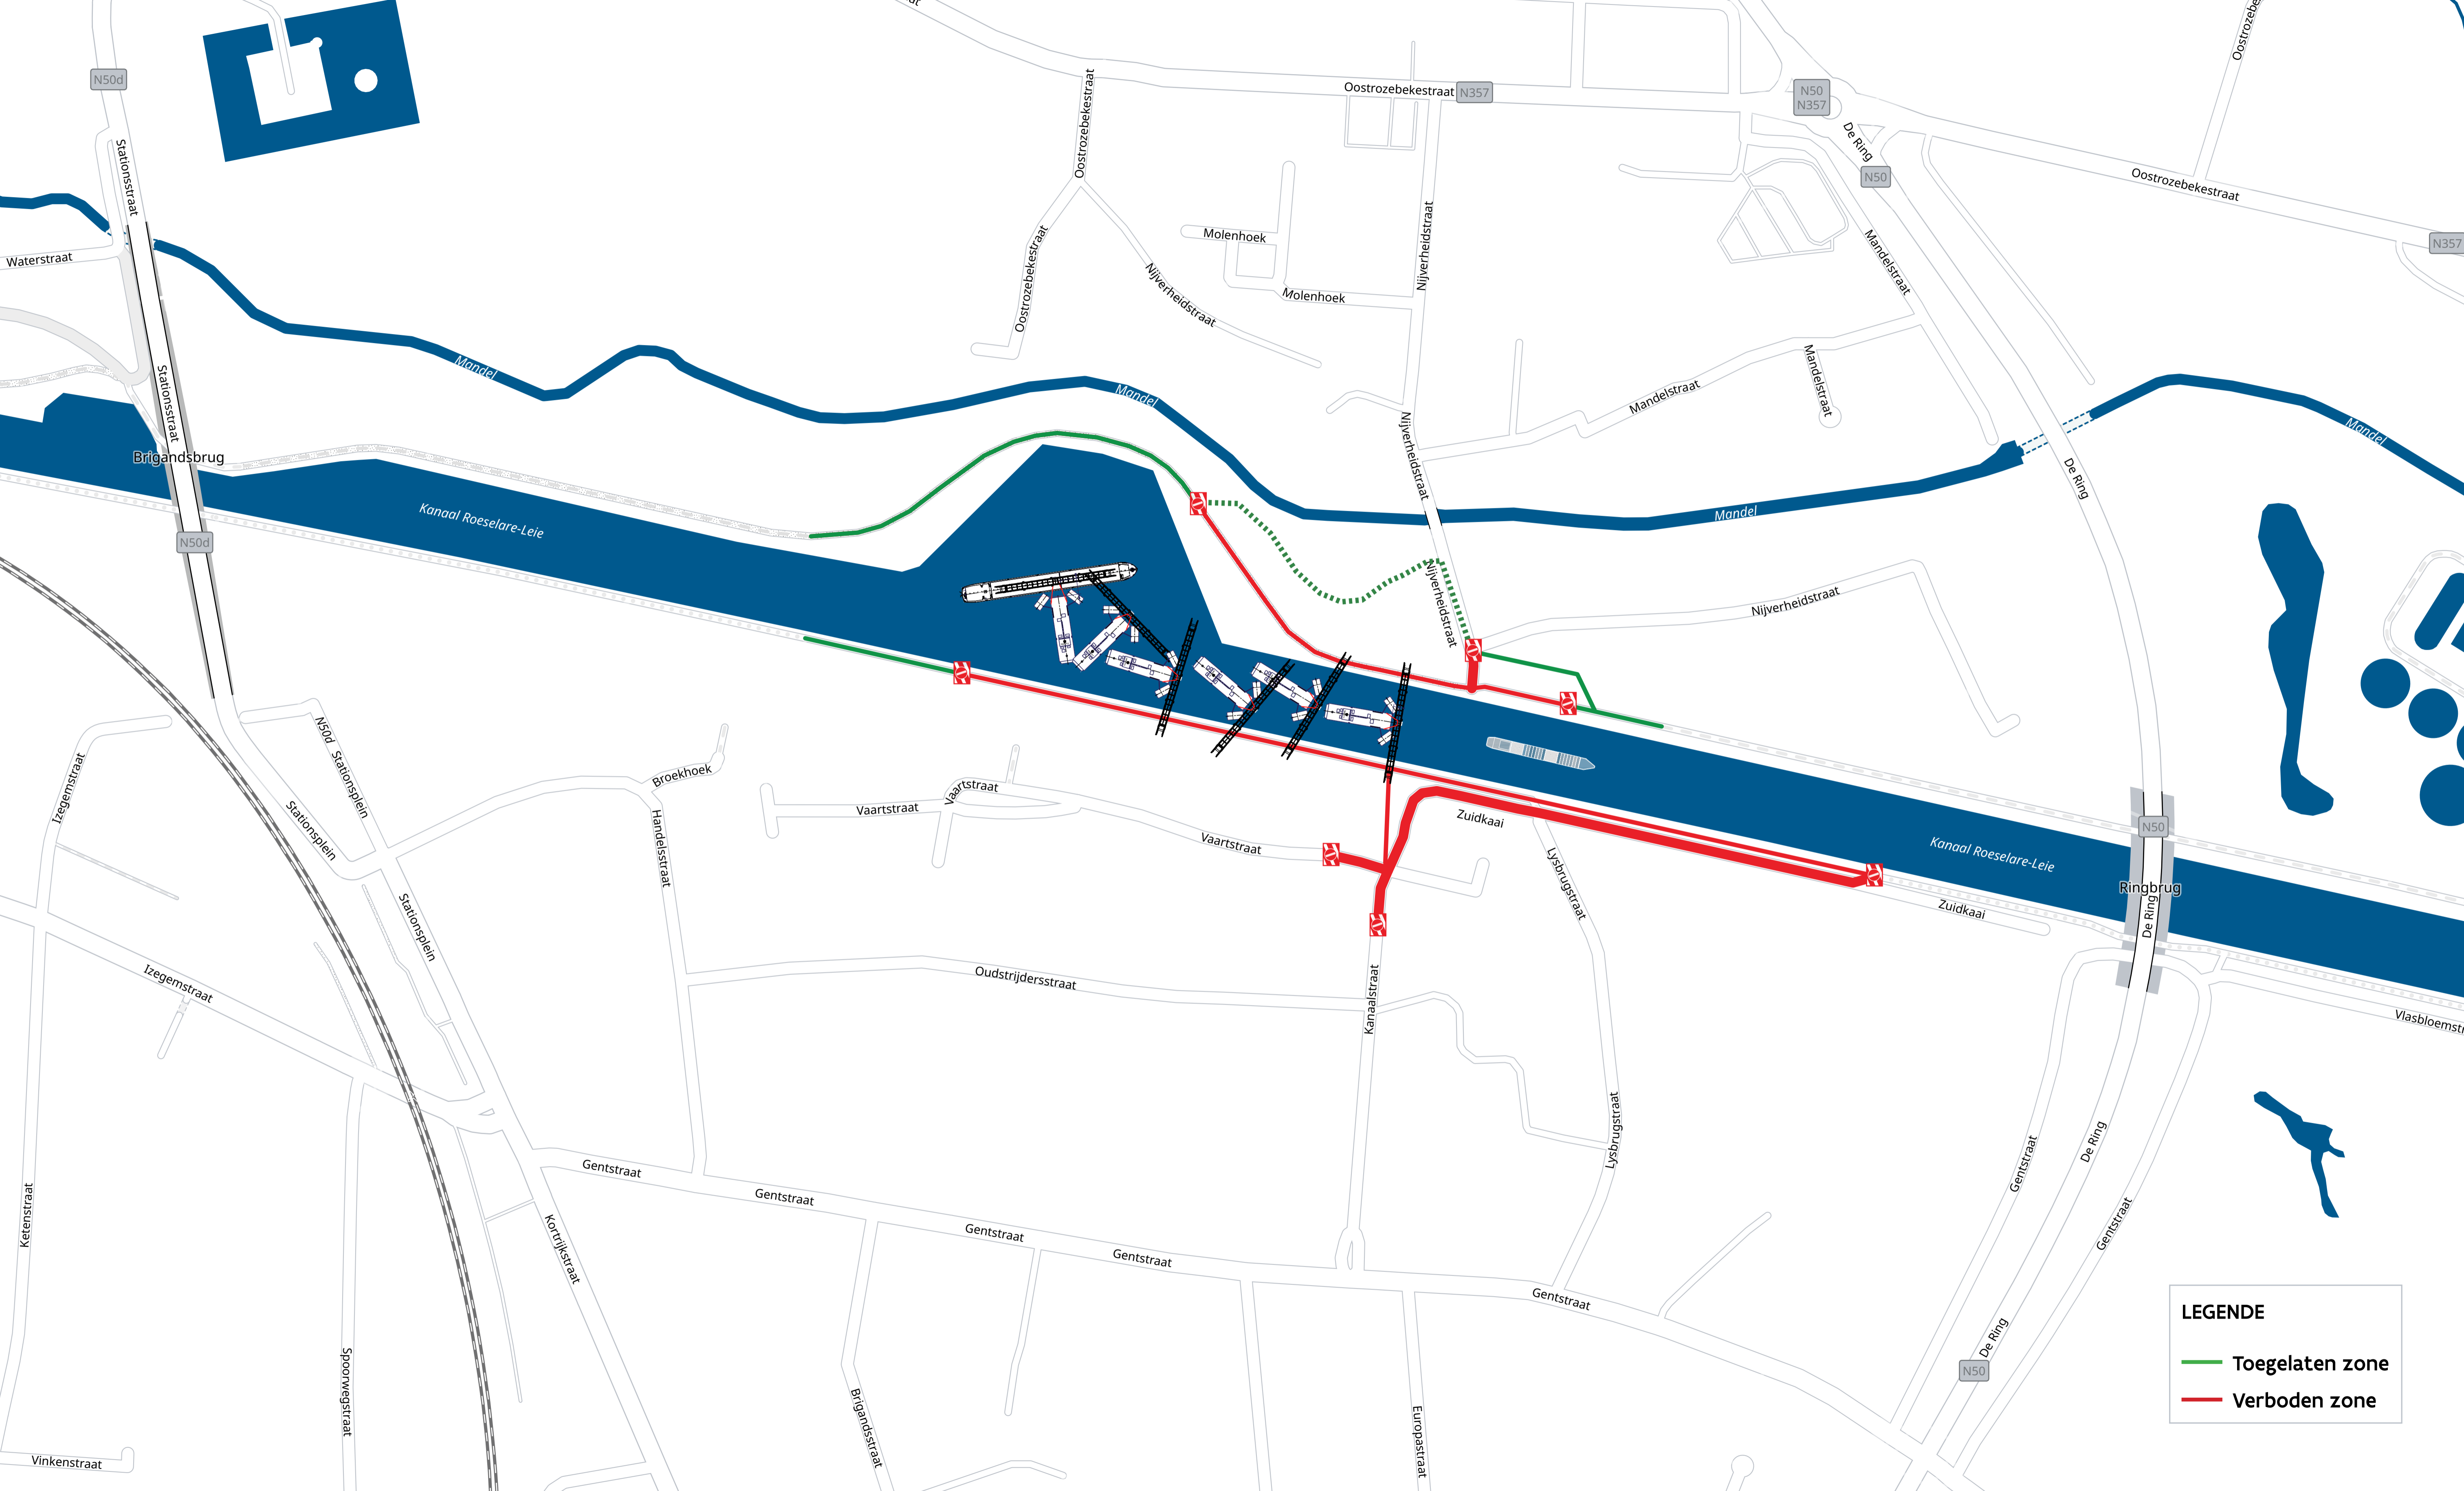 Oostrozebekestraat
N50d
Oostrozebekestraat
N357
N50
N357
De Ring
N50
Oostrozebekestraat
Oostrozebekestraat
Stationsstraat
Waterstraat
Molenhoek
Molenhoek
Nijverheidstraat
Oostrozebekestraat
Nijverheidstraat
Mandelstraat
N357
Stationsstraat
Mandel
Mandel
Mandelstraat
Mandelstraat
Mandel
Brigandsbrug
Nijverheidstraat
De Ring
Kanaal Roeselare-Leie
Mandel
N50d
Nijverheidstraat
Nijverheidstraat
Izegemstraat
N50d
Stationsplein
Stationsplein
Broekhoek
Vaartstraat
Vaartstraat
Handelsstraat
Vaartstraat
Zuidkaai
Lysbrugstraat
N50
Kanaal Roeselare-Leie
Ringbrug
De Ring
Zuidkaai
Stationsplein
Izegemstraat
Oudstrijdersstraat
Kanaalstraat
Vlasbloemstr
Ketenstraat
Gentstraat
Gentstraat
Gentstraat
Gentstraat
Lysbrugstraat
Gentstraat
De Ring
Gentstraat
Kortrijkstraat
Gentstraat
De Ring
N50
Spoorwegstraat
Brigandsstraat
Europastraat
Vinkenstraat
LEGENDE
Toegelaten zone
Verboden zone